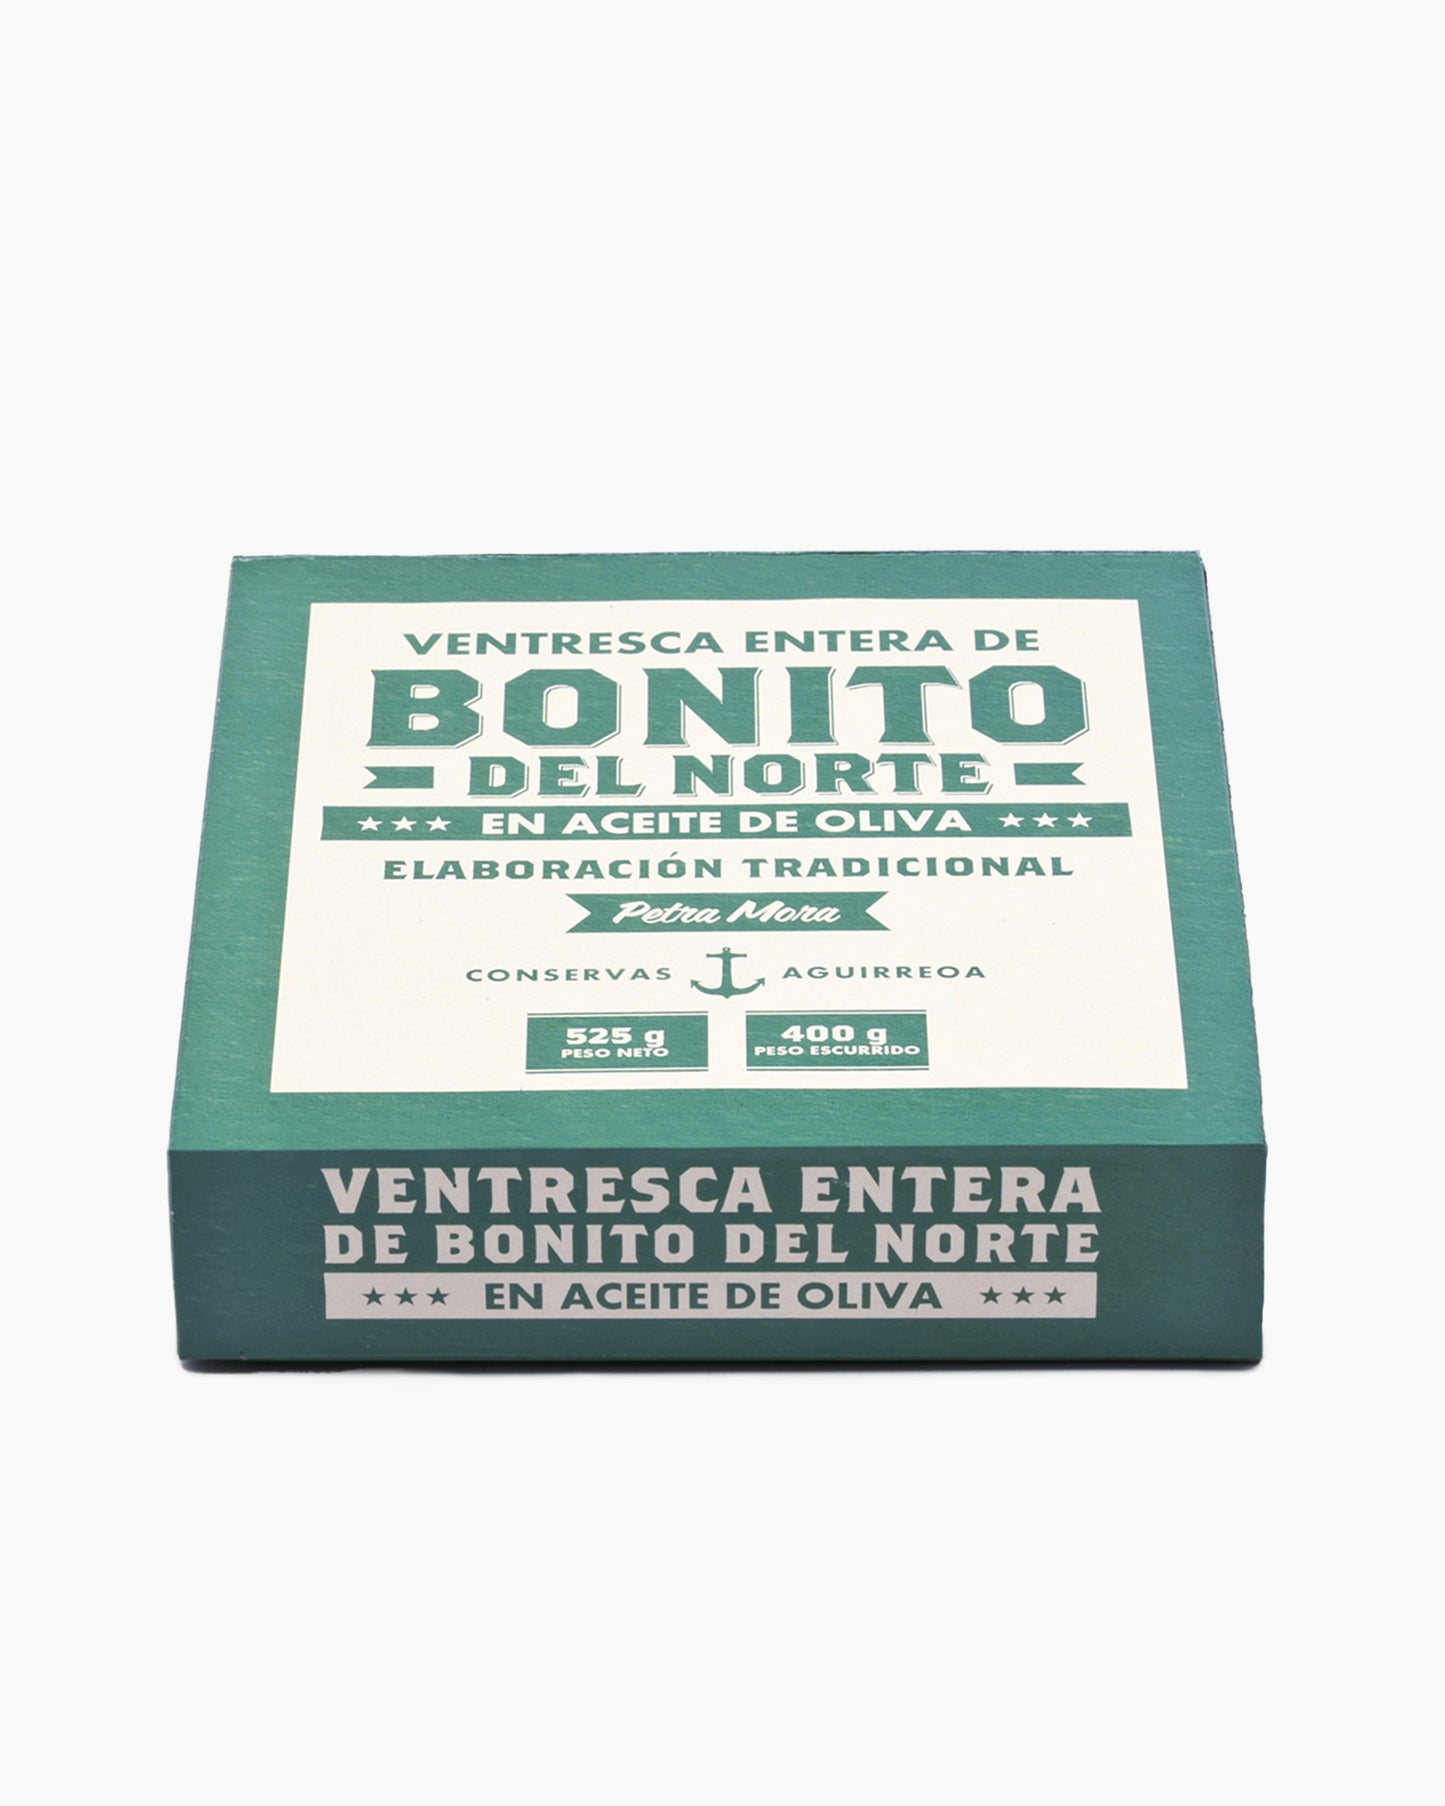 VENTRESCA ENTERA DE
BONITO
DEL NORTE
★★★ EN ACEITE DE OLIVA ★★★
ELABORACIÓN TRADICIONAL
Petra Mora
CONSERVAS AGUIRREOA
525 g
PESO NETO
400 g
PESO ESCURRIDO
VENTRESCA ENTERA
DE BONITO DEL NORTE
★★★ EN ACEITE DE OLIVA ★★★